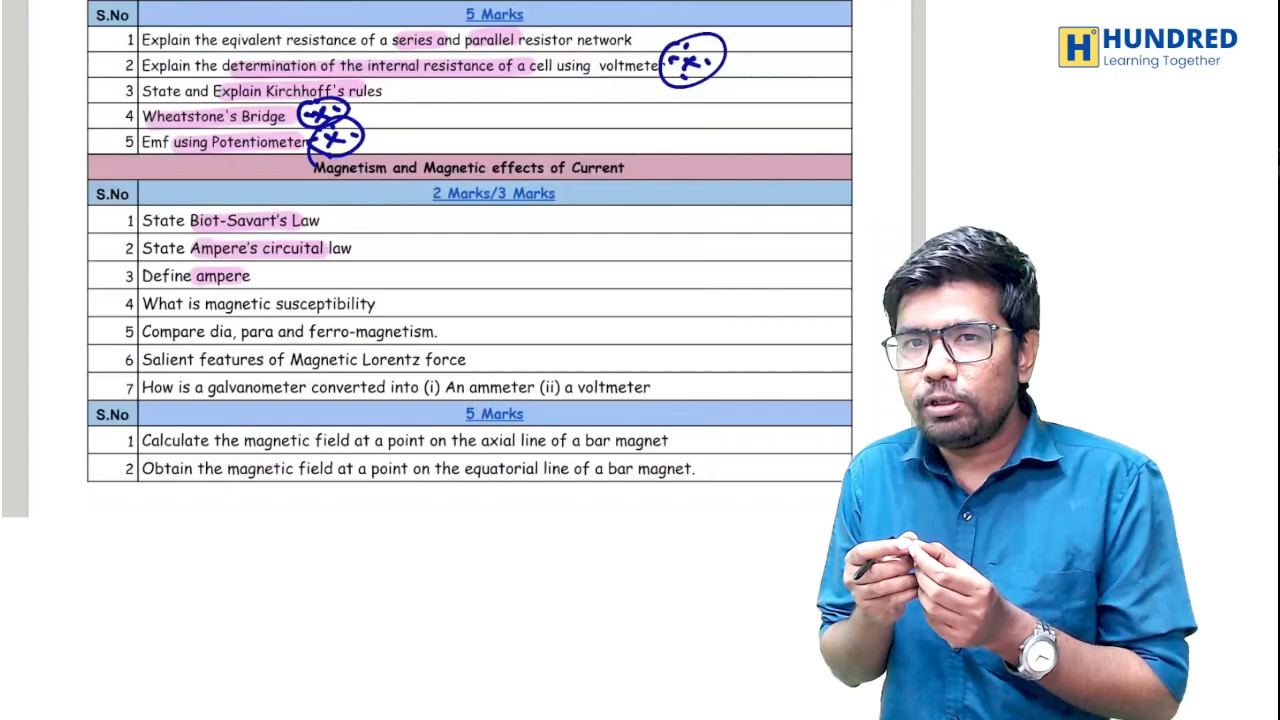 S.No 5 Marks
1 Explain the eqivalent resistance of a series and parallel resistor network
2 Explain the determination of the internal resistance of a cell using voltmete
3 State and Explain Kirchhoff's rules
4 Wheatstone's Bridge
5 Emf using Potentiometer
Magnetism and Magnetic effects of Current
S.No 2 Marks/3 Marks
1 State Biot-Savart's Law
2 State Ampere's circuital law
3 Define ampere
4 What is magnetic susceptibility
5 Compare dia, para and ferro-magnetism.
6 Salient features of Magnetic Lorentz force
7 How is a galvanometer converted into (i) An ammeter (ii) a voltmeter
S.No 5 Marks
1 Calculate the magnetic field at a point on the axial line of a bar magnet
2 Obtain the magnetic field at a point on the equatorial line of a bar magnet.
H HUNDRED
Learning Together